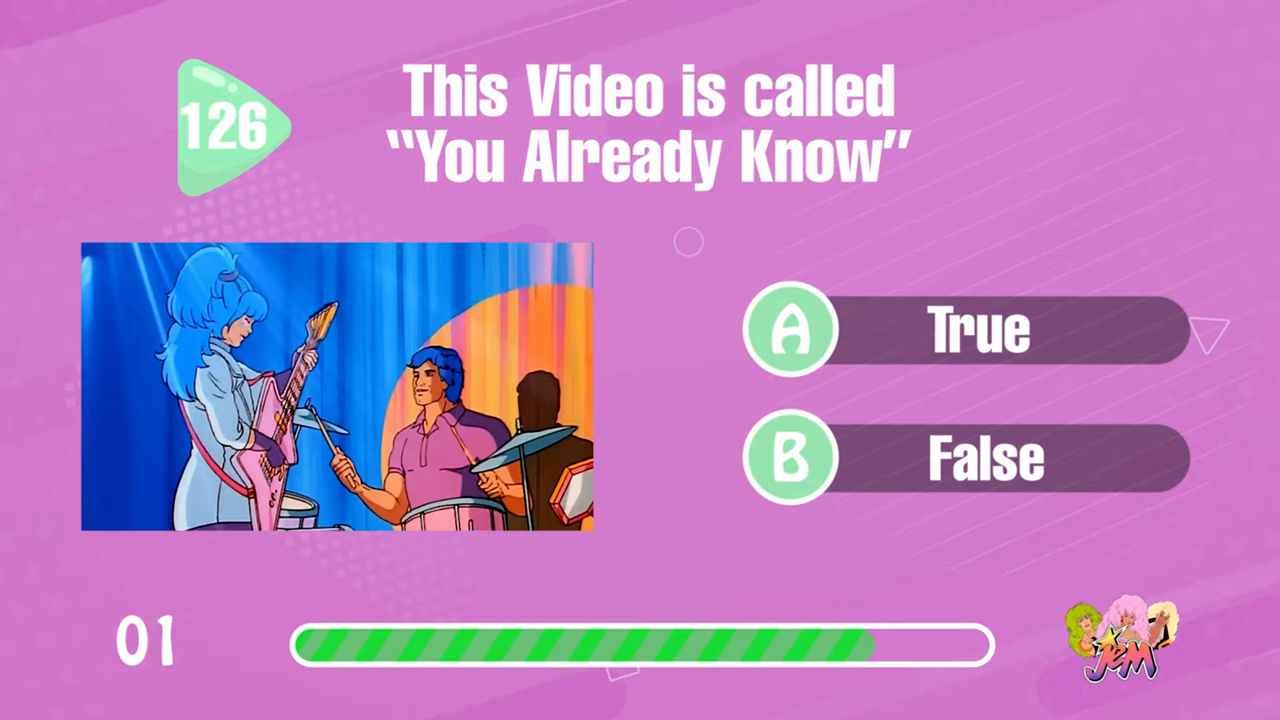 126
This Video is called
“You Already Know”
A True
B False
01
JEM